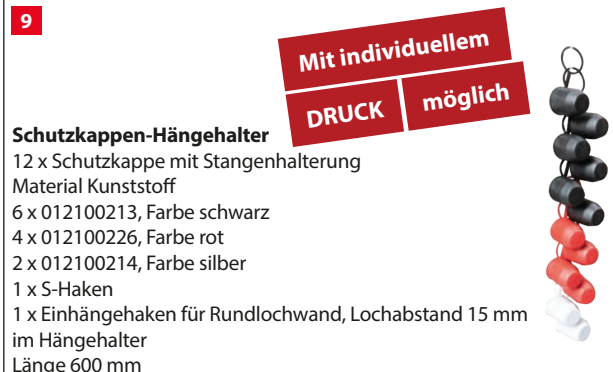 9
Mit individuellem
DRUCK möglich
Schutzkappen-Hängehalter
12 x Schutzkappe mit Stangenhalterung
Material Kunststoff
6 x 012100213, Farbe schwarz
4 x 012100226, Farbe rot
2 x 012100214, Farbe silber
1 x S-Haken
1 x Einhängehaken für Rundlochwand, Lochabstand 15 mm
im Hängehalter
Länge 600 mm